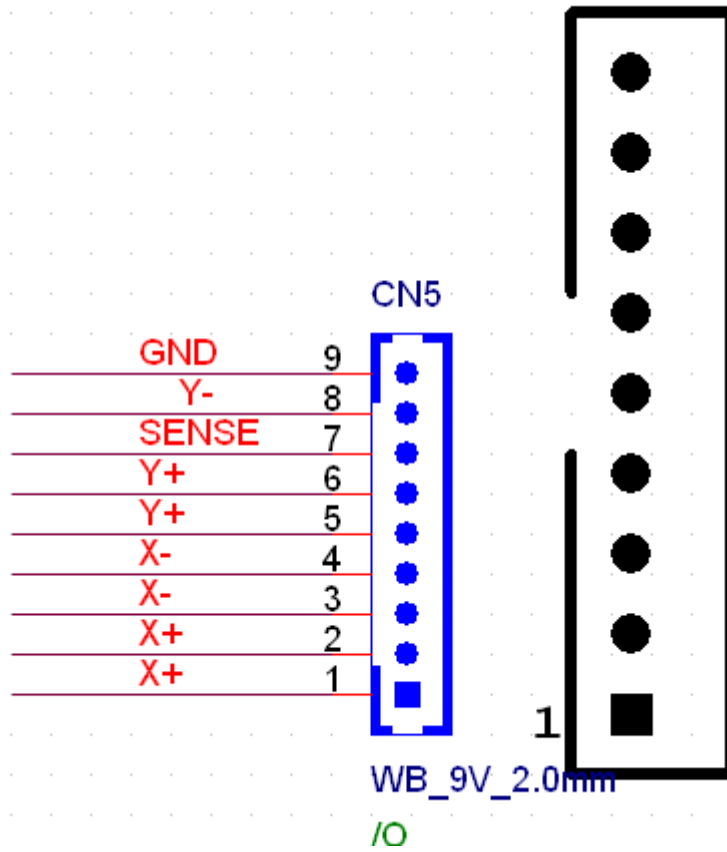 CN5
GND 9
Y- 8
SENSE 7
Y+ 6
Y+ 5
X- 4
X- 3
X+ 2
X+ 1
1
WB_9V_2.0mm
/O